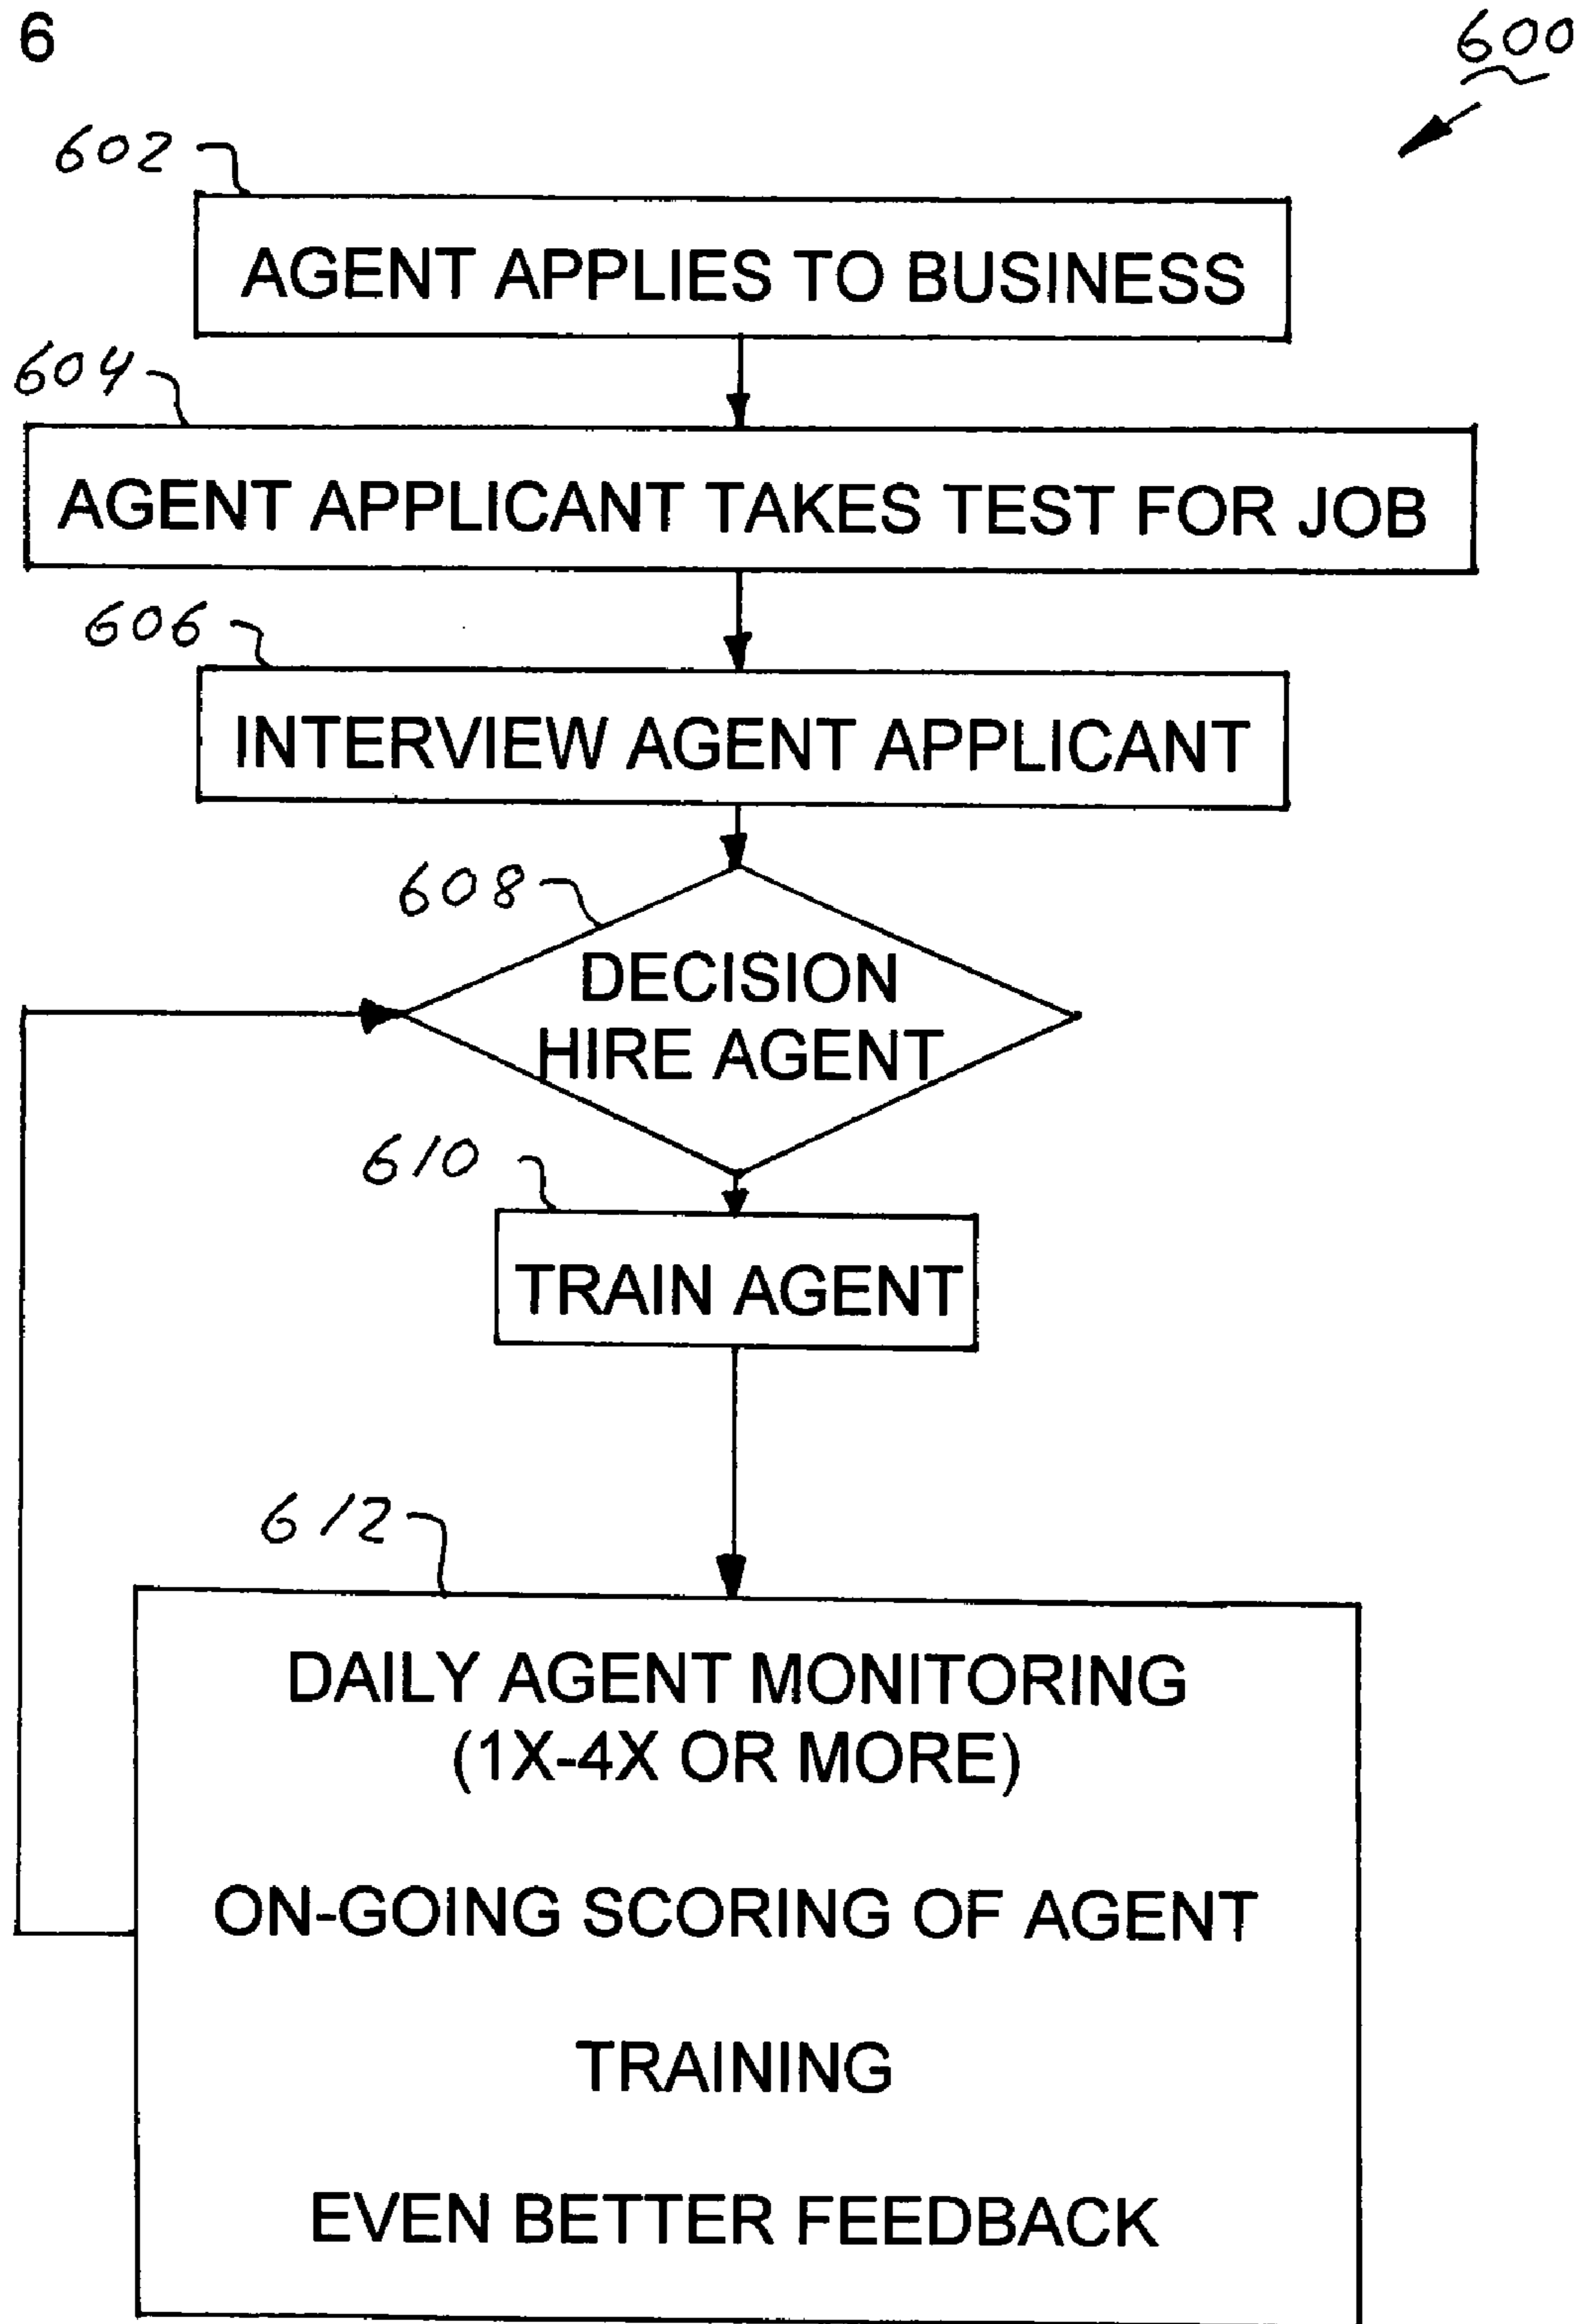 6
600
602
AGENT APPLIES TO BUSINESS
604
AGENT APPLICANT TAKES TEST FOR JOB
606
INTERVIEW AGENT APPLICANT
608
DECISION
HIRE AGENT
610
TRAIN AGENT
612
DAILY AGENT MONITORING
(1X-4X OR MORE)
ON-GOING SCORING OF AGENT
TRAINING
EVEN BETTER FEEDBACK